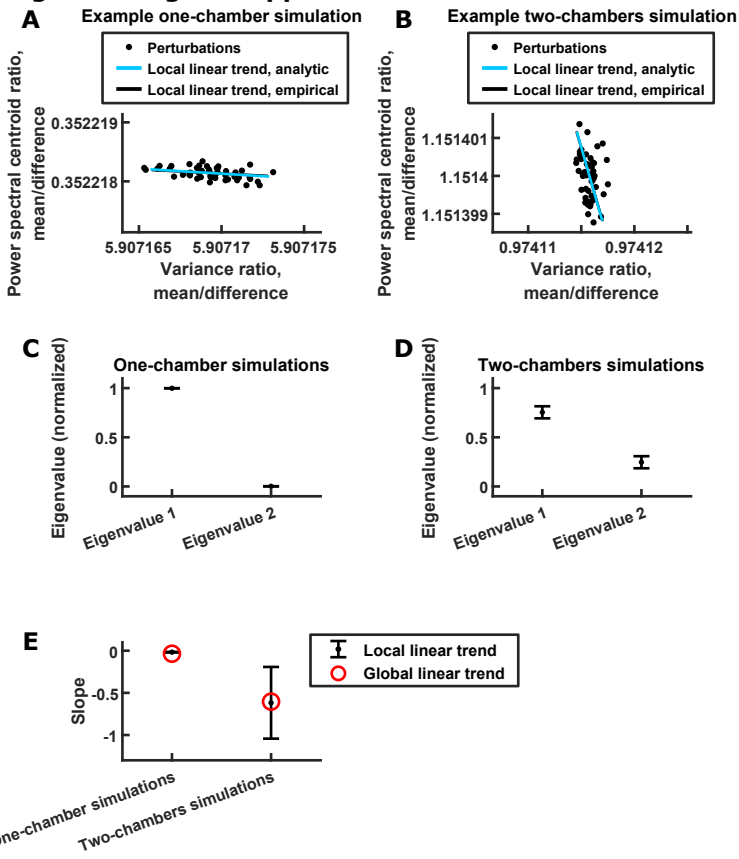 A
Example one-chamber simulation
Perturbations
Local linear trend, analytic
Local linear trend, empirical
Power spectral centroid ratio,
mean/difference
0.352219
0.352218
5.907165
5.90717
5.907175
Variance ratio,
mean/difference
B
Example two-chambers simulation
Perturbations
Local linear trend, analytic
Local linear trend, empirical
Power spectral centroid ratio,
mean/difference
1.151401
1.1514
1.151399
0.97411
0.97412
Variance ratio,
mean/difference
C
One-chamber simulations
Eigenvalue (normalized)
1
0.5
0
Eigenvalue 1
Eigenvalue 2
D
Two-chambers simulations
Eigenvalue (normalized)
1
0.5
0
Eigenvalue 1
Eigenvalue 2
E
Local linear trend
Global linear trend
Slope
0
-0.5
-1
One-chamber simulations
Two-chambers simulations